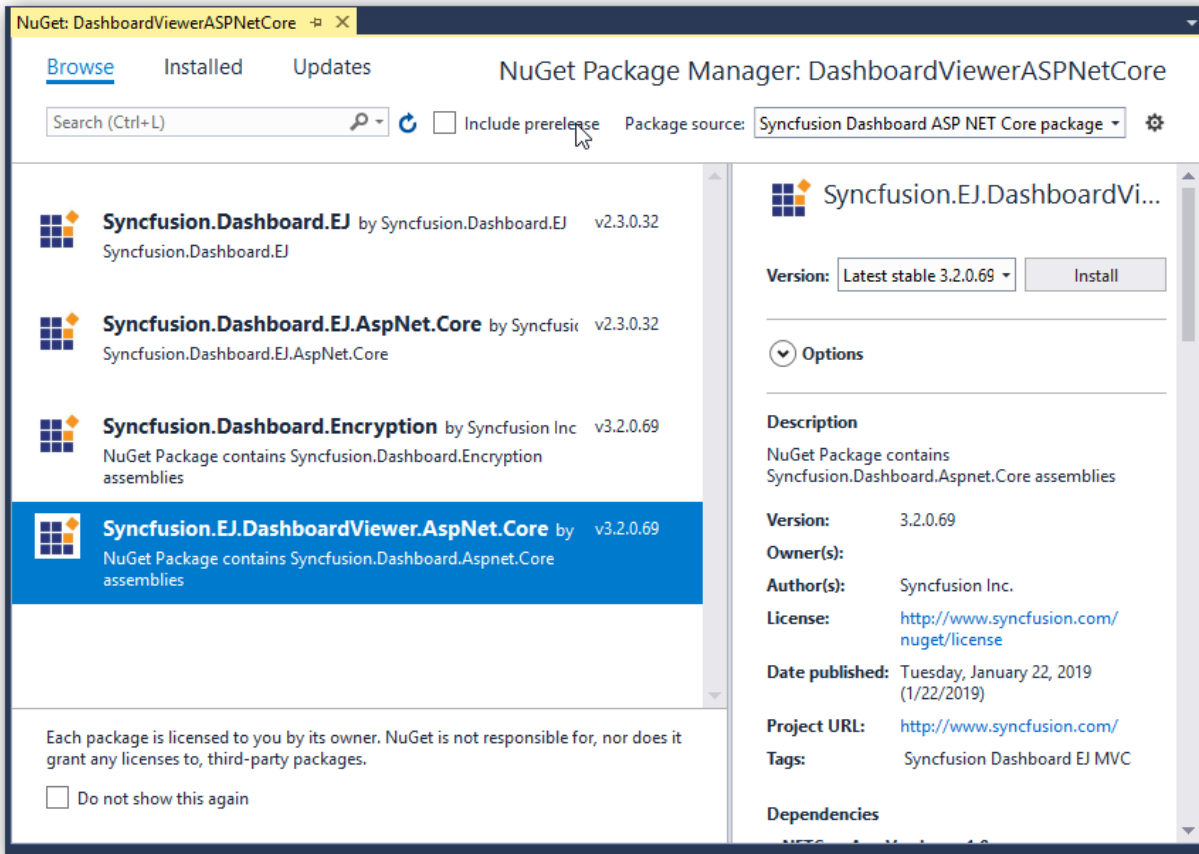 NuGet: DashboardViewerASPNetCore
Browse Installed Updates NuGet Package Manager: DashboardViewerASPNetCore
Search (Ctrl+L) Include prerelease Package source: Syncfusion Dashboard ASP NET Core package
Syncfusion.Dashboard.EJ by Syncfusion.Dashboard.EJ v2.3.0.32
Syncfusion.Dashboard.EJ
Syncfusion.Dashboard.EJ.AspNet.Core by Syncfusic v2.3.0.32
Syncfusion.Dashboard.EJ.AspNet.Core
Syncfusion.Dashboard.Encryption by Syncfusion Inc v3.2.0.69
NuGet Package contains Syncfusion.Dashboard.Encryption
assemblies
Syncfusion.EJ.DashboardViewer.AspNet.Core by v3.2.0.69
NuGet Package contains Syncfusion.Dashboard.Aspnet.Core
assemblies
Each package is licensed to you by its owner. NuGet is not responsible for, nor does it
grant any licenses to, third-party packages.
Do not show this again
Syncfusion.EJ.DashboardVi...
Version: Latest stable 3.2.0.69 Install
Options
Description
NuGet Package contains
Syncfusion.Dashboard.Aspnet.Core assemblies
Version: 3.2.0.69
Owner(s):
Author(s): Syncfusion Inc.
License: http://www.syncfusion.com/
nuget/license
Date published: Tuesday, January 22, 2019
(1/22/2019)
Project URL: http://www.syncfusion.com/
Tags: Syncfusion Dashboard EJ MVC
Dependencies